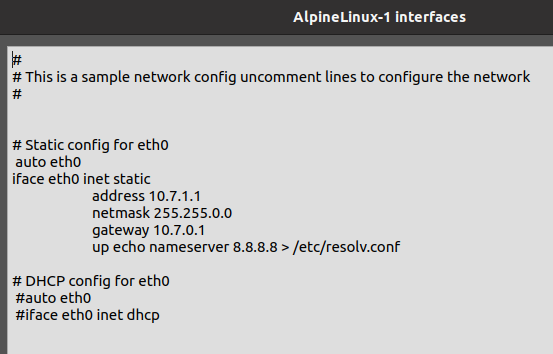 AlpineLinux-1 interfaces
#
# This is a sample network config uncomment lines to configure the network
#
# Static config for eth0
auto eth0
iface eth0 inet static
address 10.7.1.1
netmask 255.255.0.0
gateway 10.7.0.1
up echo nameserver 8.8.8.8 > /etc/resolv.conf
# DHCP config for eth0
#auto eth0
#iface eth0 inet dhcp